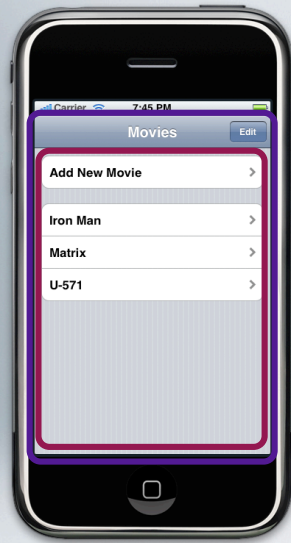 Carrier 7:45 PM
Movies Edit
Add New Movie
Iron Man
Matrix
U-571